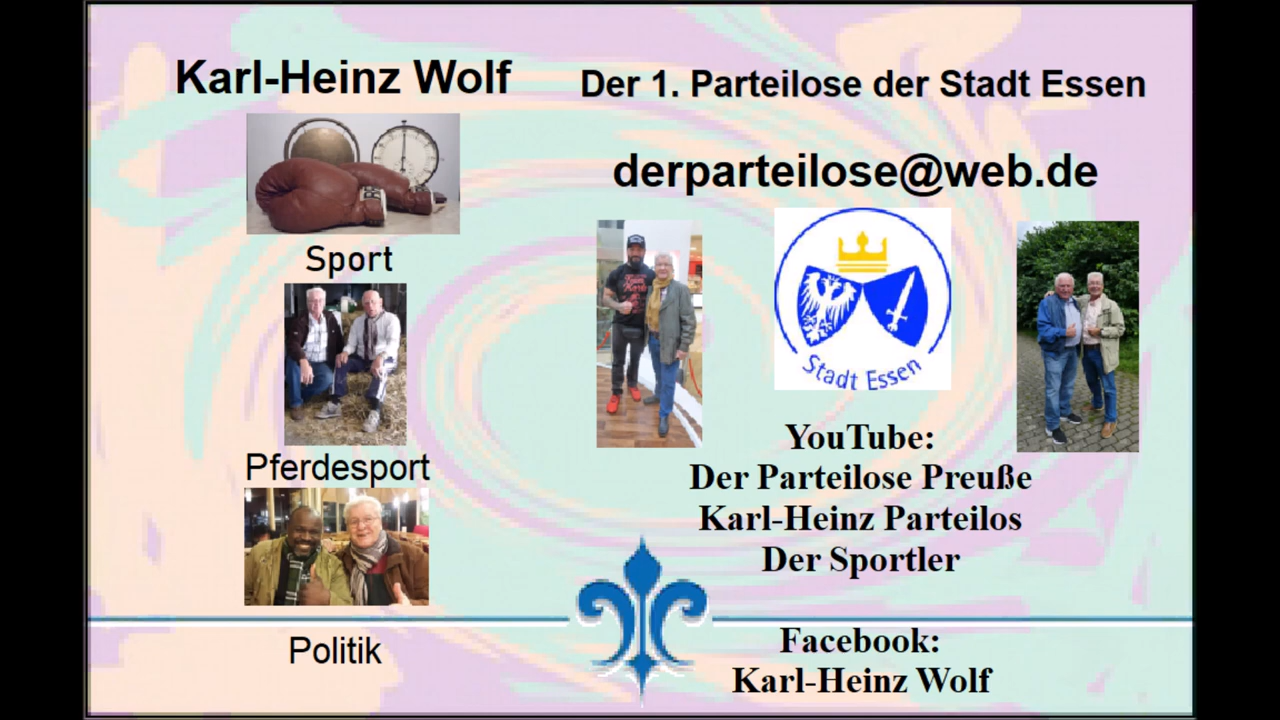 Karl-Heinz Wolf
Der 1. Parteilose der Stadt Essen
derparteilose@web.de
Sport
Pferdesport
Politik
Stadt Essen
YouTube:
Der Parteilose Preuße
Karl-Heinz Parteilos
Der Sportler
Facebook:
Karl-Heinz Wolf